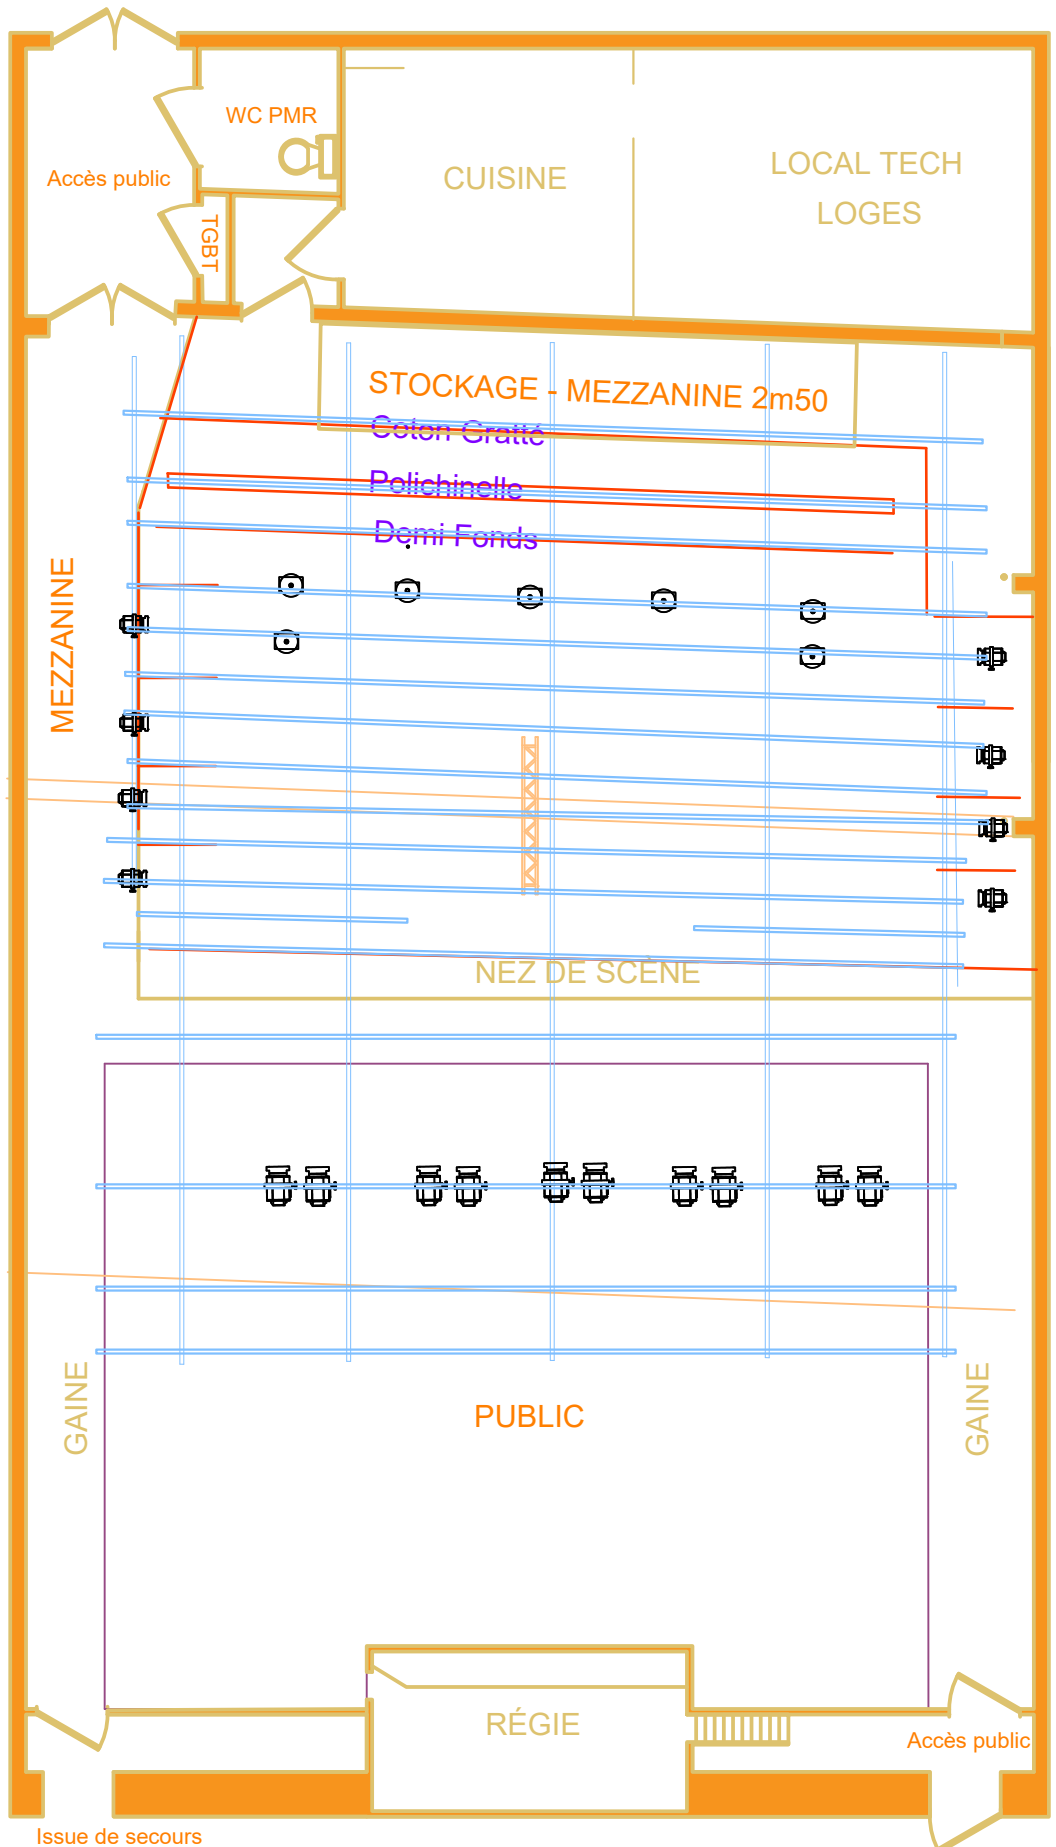 WC PMR
Accès public
CUISINE
LOCAL TECH
LOGES
TGBT
STOCKAGE - MEZZANINE 2m50
Coton Gratté
Polichinelle
Demi Fonds
MEZZANINE
NEZ DE SCÈNE
GAINE
GAINE
PUBLIC
RÉGIE
Accès public
Issue de secours